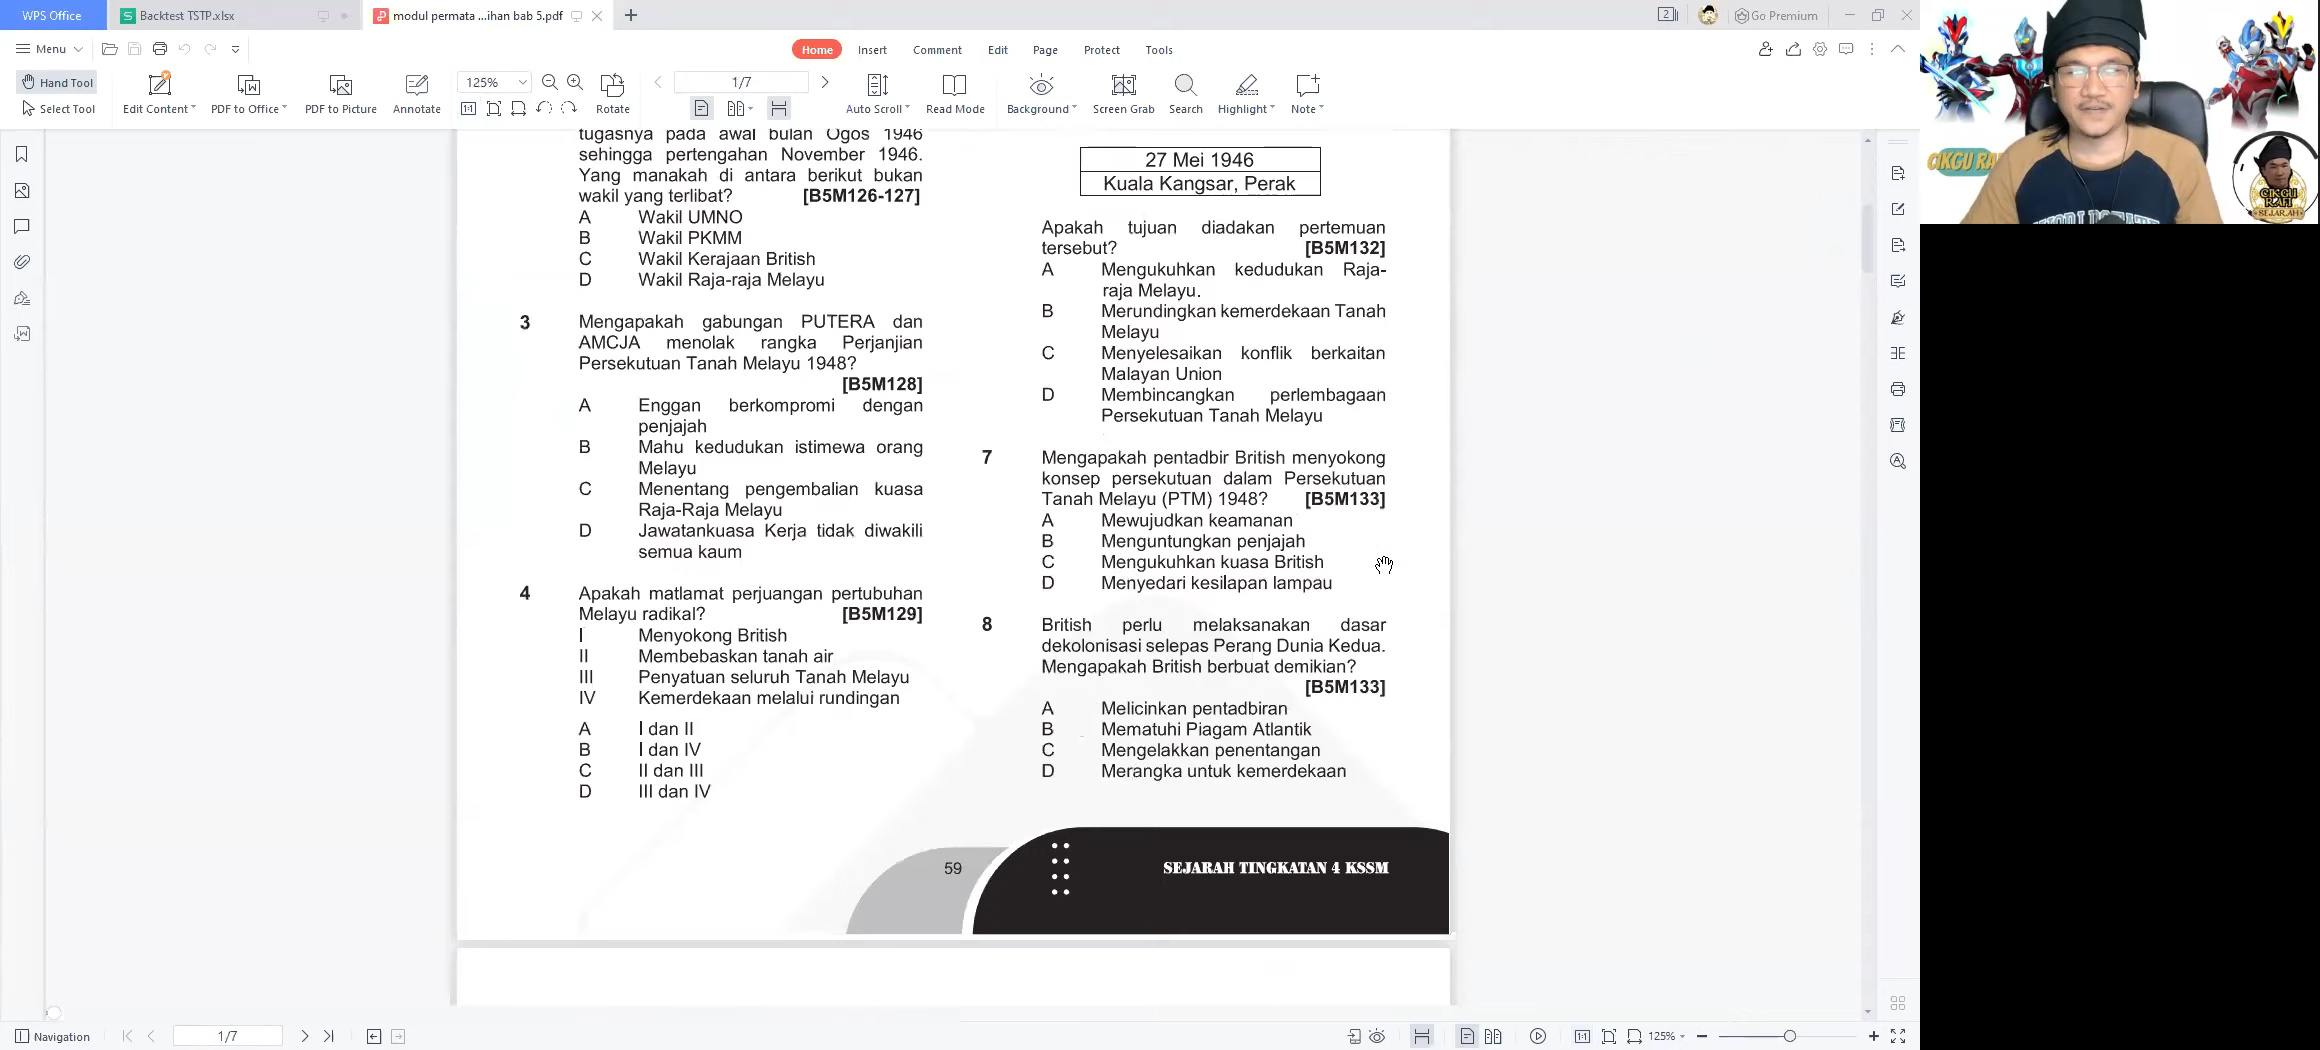 WPS Office
Backtest TSTP.xlsx
modul permata ...ihan bab 5.pdf
Go Premium
Menu
Home
Insert
Comment
Edit
Page
Protect
Tools
Hand Tool
Select Tool
Edit Content
PDF to Office
PDF to Picture
Annotate
125%
Rotate
1/7
Auto Scroll
Read Mode
Background
Screen Grab
Search
Highlight
Note
tugasnya pada awal bulan Ogos 1946
sehingga pertengahan November 1946.
Yang manakah di antara berikut bukan
wakil yang terlibat? [B5M126-127]
A Wakil UMNO
B Wakil PKMM
C Wakil Kerajaan British
D Wakil Raja-raja Melayu
3 Mengapakah gabungan PUTERA dan
AMCJA menolak rangka Perjanjian
Persekutuan Tanah Melayu 1948?
[B5M128]
A Enggan berkompromi dengan
penjajah
B Mahu kedudukan istimewa orang
Melayu
C Menentang pengembalian kuasa
Raja-Raja Melayu
D Jawatankuasa Kerja tidak diwakili
semua kaum
4 Apakah matlamat perjuangan pertubuhan
Melayu radikal? [B5M129]
I Menyokong British
II Membebaskan tanah air
III Penyatuan seluruh Tanah Melayu
IV Kemerdekaan melalui rundingan
A I dan II
B I dan IV
C II dan III
D III dan IV
27 Mei 1946
Kuala Kangsar, Perak
Apakah tujuan diadakan pertemuan
tersebut? [B5M132]
A Mengukuhkan kedudukan Raja-
raja Melayu.
B Merundingkan kemerdekaan Tanah
Melayu
C Menyelesaikan konflik berkaitan
Malayan Union
D Membincangkan perlembagaan
Persekutuan Tanah Melayu
7 Mengapakah pentadbir British menyokong
konsep persekutuan dalam Persekutuan
Tanah Melayu (PTM) 1948? [B5M133]
A Mewujudkan keamanan
B Menguntungkan penjajah
C Mengukuhkan kuasa British
D Menyedari kesilapan lampau
8 British perlu melaksanakan dasar
dekolonisasi selepas Perang Dunia Kedua.
Mengapakah British berbuat demikian?
[B5M133]
A Melicinkan pentadbiran
B Mematuhi Piagam Atlantik
C Mengelakkan penentangan
D Merangka untuk kemerdekaan
59
SEJARAH TINGKATAN 4 KSSM
CIKGU
CIKGU
RAFI
SEJARAH
Navigation
1/7
125%